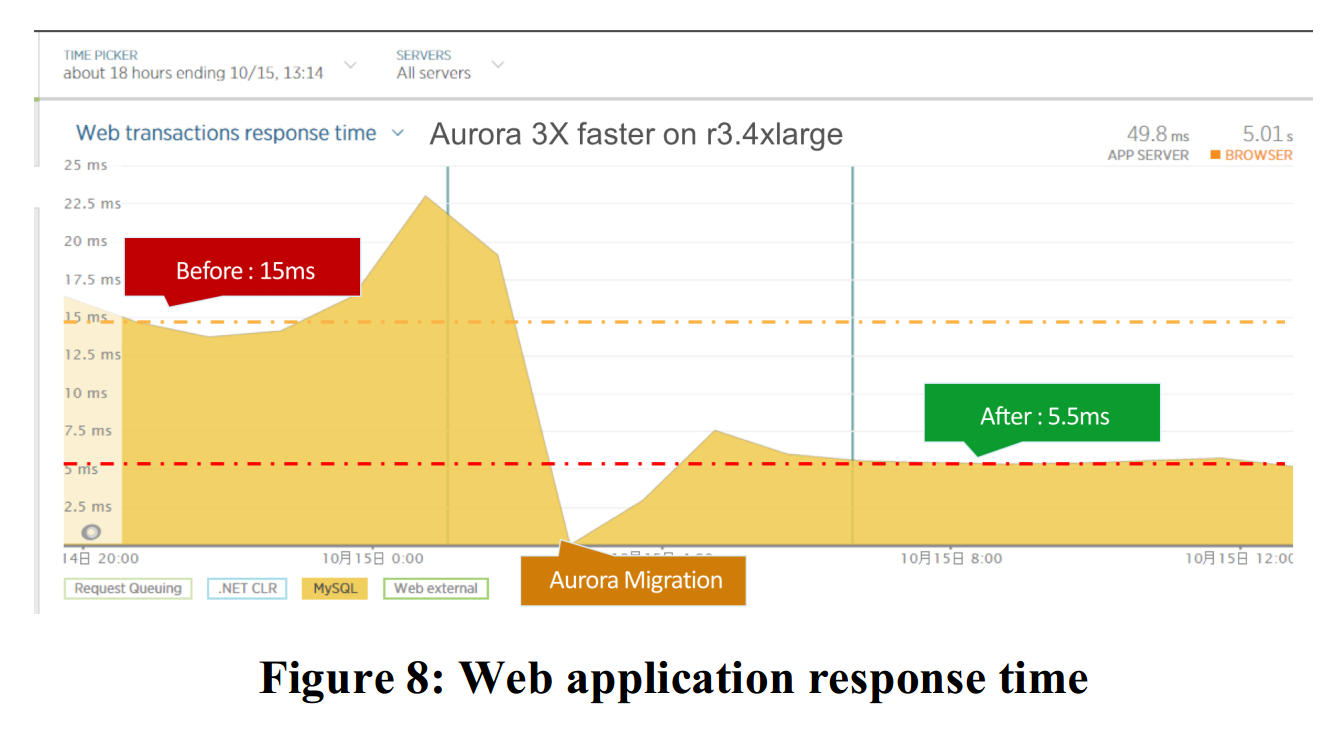 TIME PICKER
about 18 hours ending 10/15, 13:14
SERVERS
All servers
Web transactions response time
Aurora 3X faster on r3.4xlarge
49.8 ms
APP SERVER
5.01 s
BROWSER
25 ms
22.5 ms
20 ms
17.5 ms
15 ms
12.5 ms
10 ms
7.5 ms
5 ms
2.5 ms
Before : 15ms
After : 5.5ms
14日 20:00
10月15日 0:00
10月15日 8:00
10月15日 12:00
Aurora Migration
Request Queuing
.NET CLR
MySQL
Web external
Figure 8: Web application response time